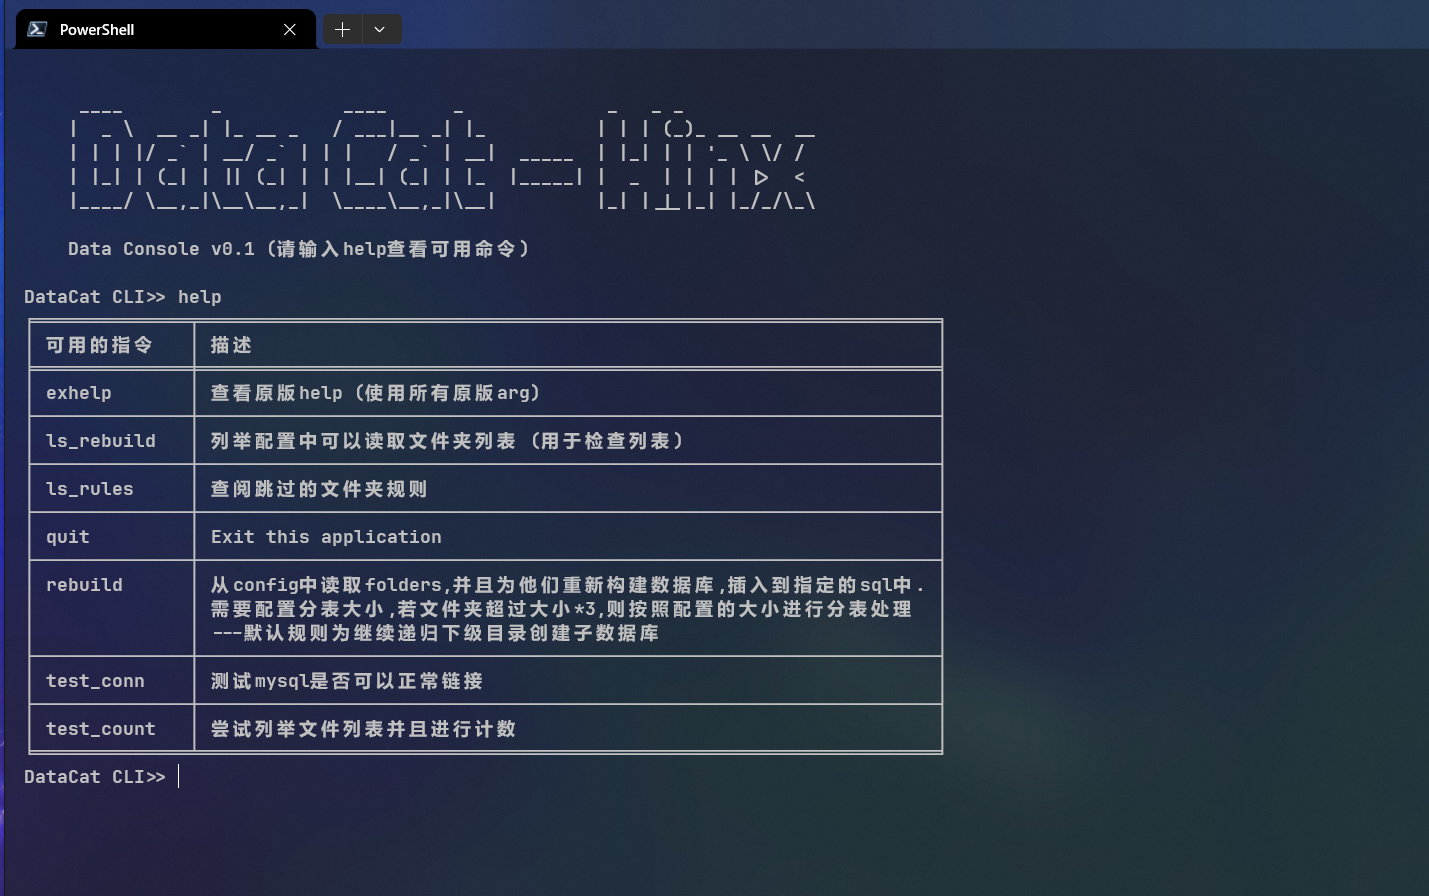 PowerShell
DataCat - Hinx
Data Console v0.1 (请输入help查看可用命令)
DataCat CLI>> help
可用的指令 描述
exhelp 查看原版help (使用所有原版arg)
ls_rebuild 列举配置中可以读取文件夹列表 (用于检查列表)
ls_rules 查阅跳过的文件夹规则
quit Exit this application
rebuild 从config中读取folders,并且为他们重新构建数据库,插入到指定的sql中.
需要配置分表大小,若文件夹超过大小*3,则按照配置的大小进行分表处理
---默认规则为继续递归下级目录创建子数据库
test_conn 测试mysql是否可以正常链接
test_count 尝试列举文件列表并且进行计数
DataCat CLI>>